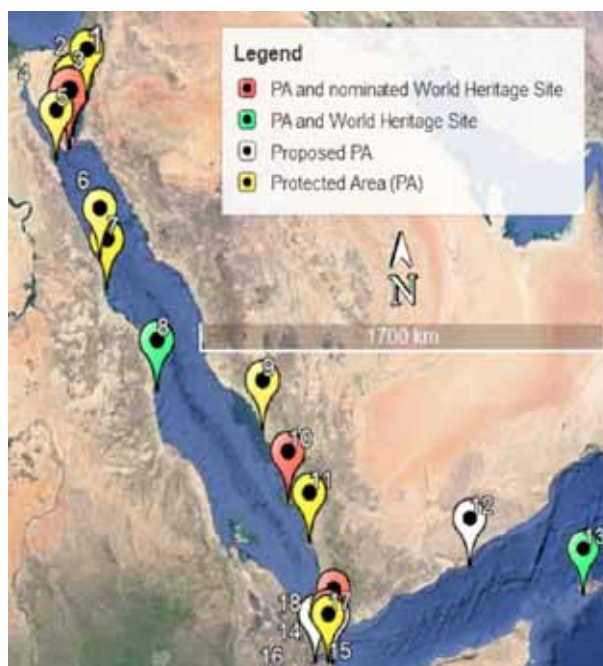 Legend
PA and nominated World Heritage Site
PA and World Heritage Site
Proposed PA
Protected Area (PA)
N
1700 km
1
2
3
4
5
6
7
8
9
10
11
12
13
18
17
14
15
16